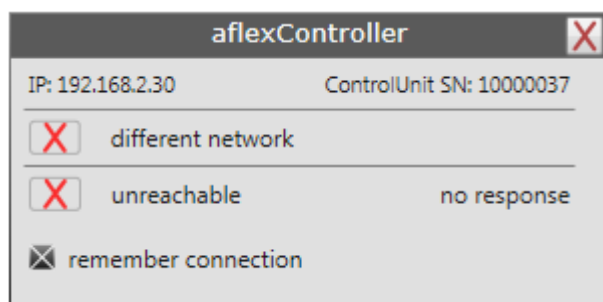 aflexController
IP: 192.168.2.30 ControlUnit SN: 10000037
different network
unreachable no response
remember connection